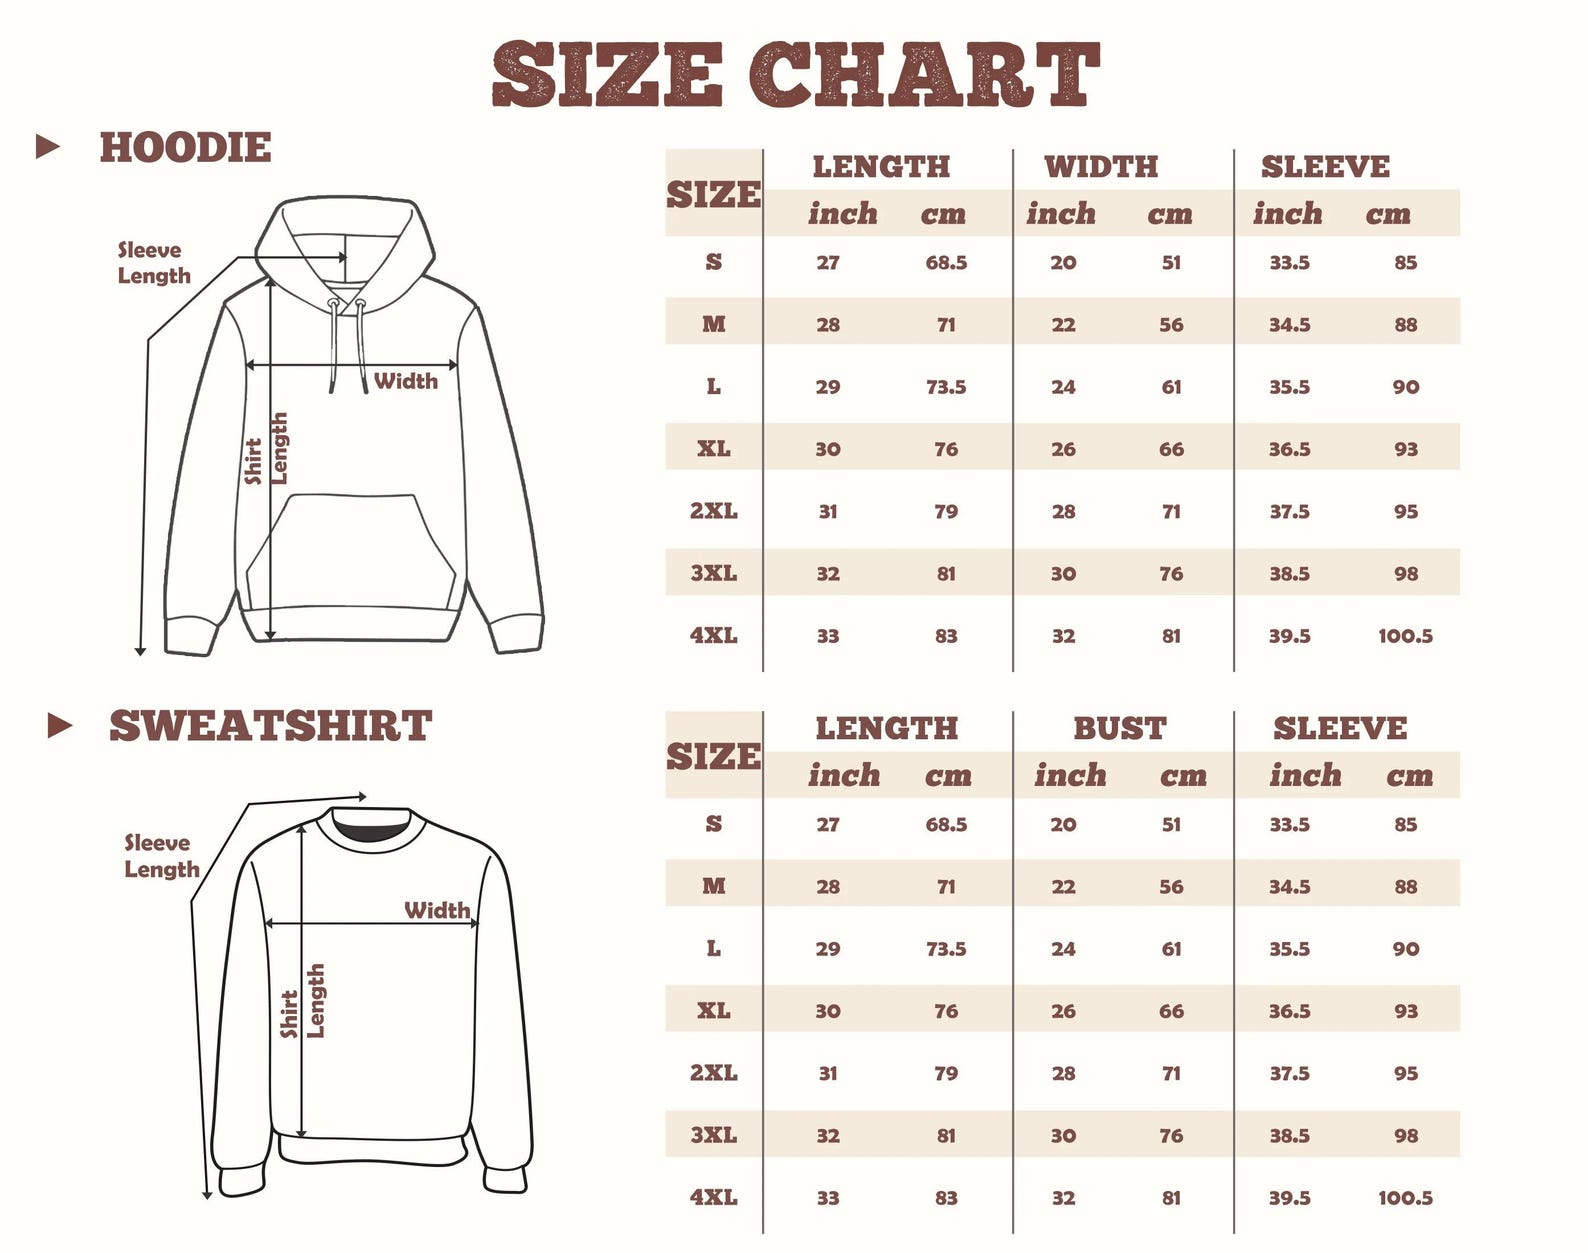 SIZE CHART
HOODIE
Sleeve
Length
Width
Shirt
Length
SIZE LENGTH WIDTH SLEEVE
inch cm inch cm inch cm
S 27 68.5 20 51 33.5 85
M 28 71 22 56 34.5 88
L 29 73.5 24 61 35.5 90
XL 30 76 26 66 36.5 93
2XL 31 79 28 71 37.5 95
3XL 32 81 30 76 38.5 98
4XL 33 83 32 81 39.5 100.5
SWEATSHIRT
Sleeve
Length
Width
Shirt
Length
SIZE LENGTH BUST SLEEVE
inch cm inch cm inch cm
S 27 68.5 20 51 33.5 85
M 28 71 22 56 34.5 88
L 29 73.5 24 61 35.5 90
XL 30 76 26 66 36.5 93
2XL 31 79 28 71 37.5 95
3XL 32 81 30 76 38.5 98
4XL 33 83 32 81 39.5 100.5